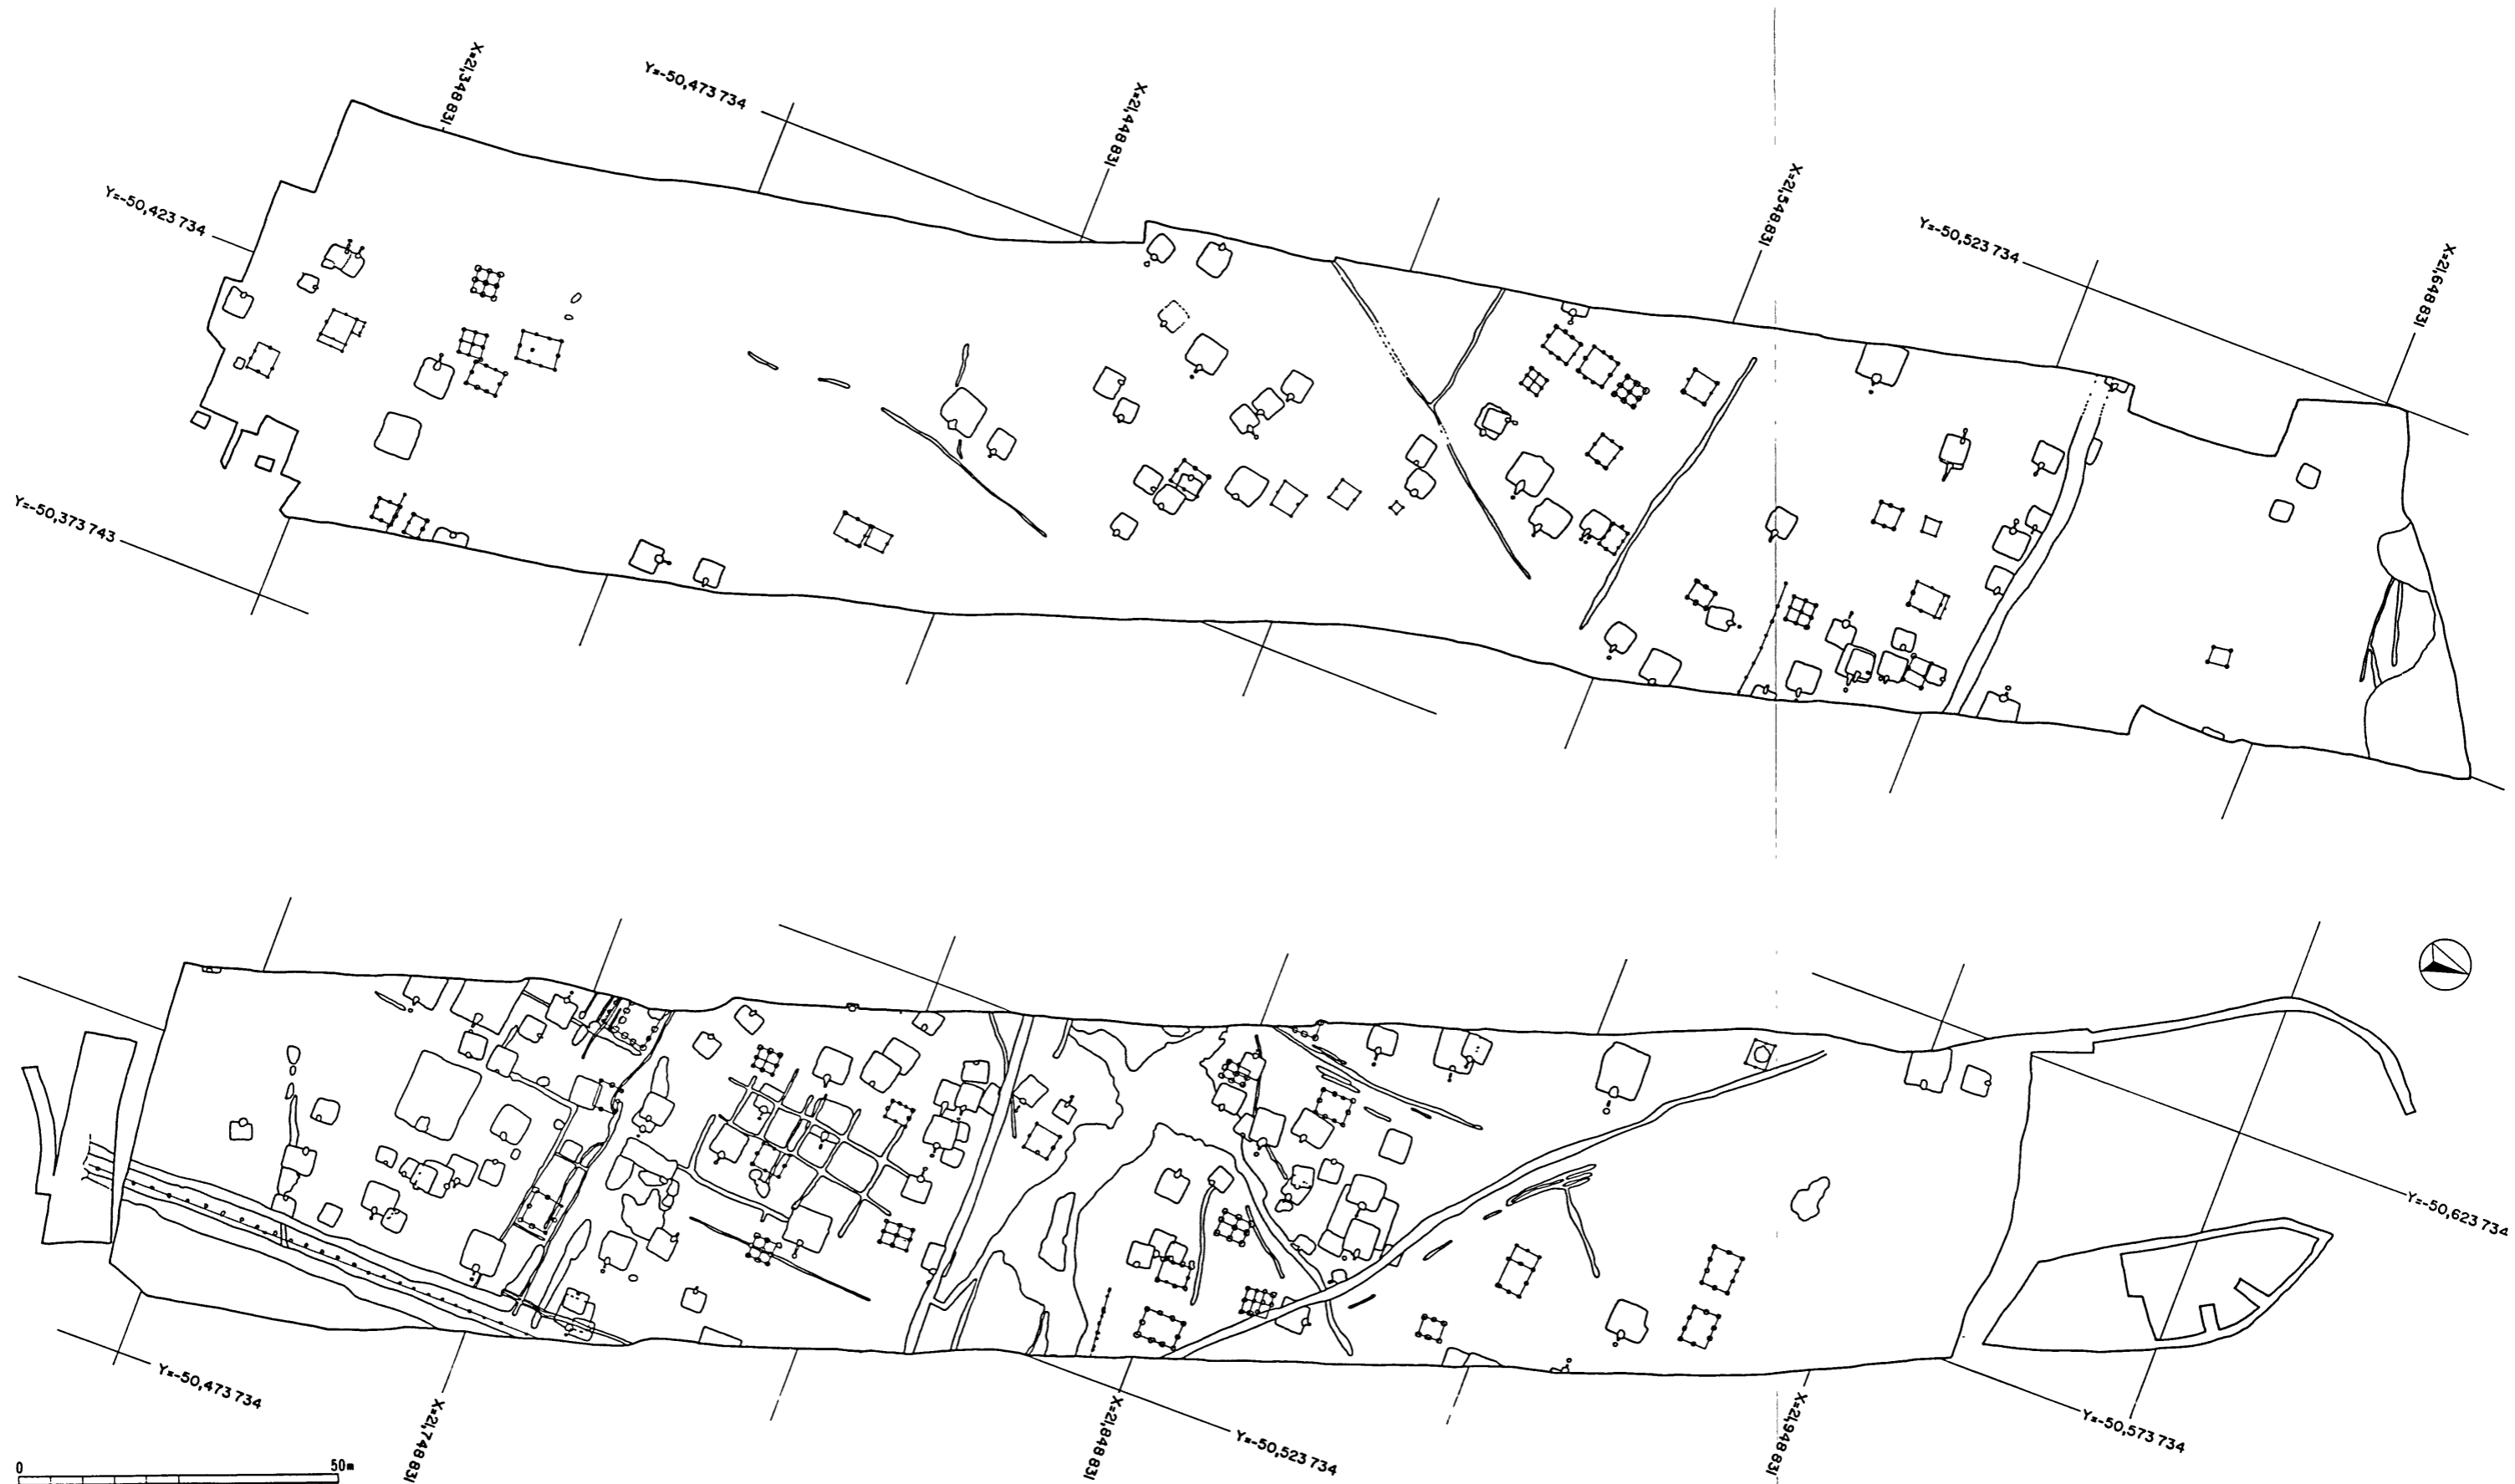 X=21,348 831
Y=-50,473 734
X=21,448 831
Y=-50,423 734
X=21,548.831
Y=-50,523 734
X=21,648 831
Y=-50,373 743
Y=-50,623 734
Y=-50,473 734
X=21,748 831
X=21,848 831
Y=-50,523 734
X=21,948 831
Y=-50,573 734
0 50m